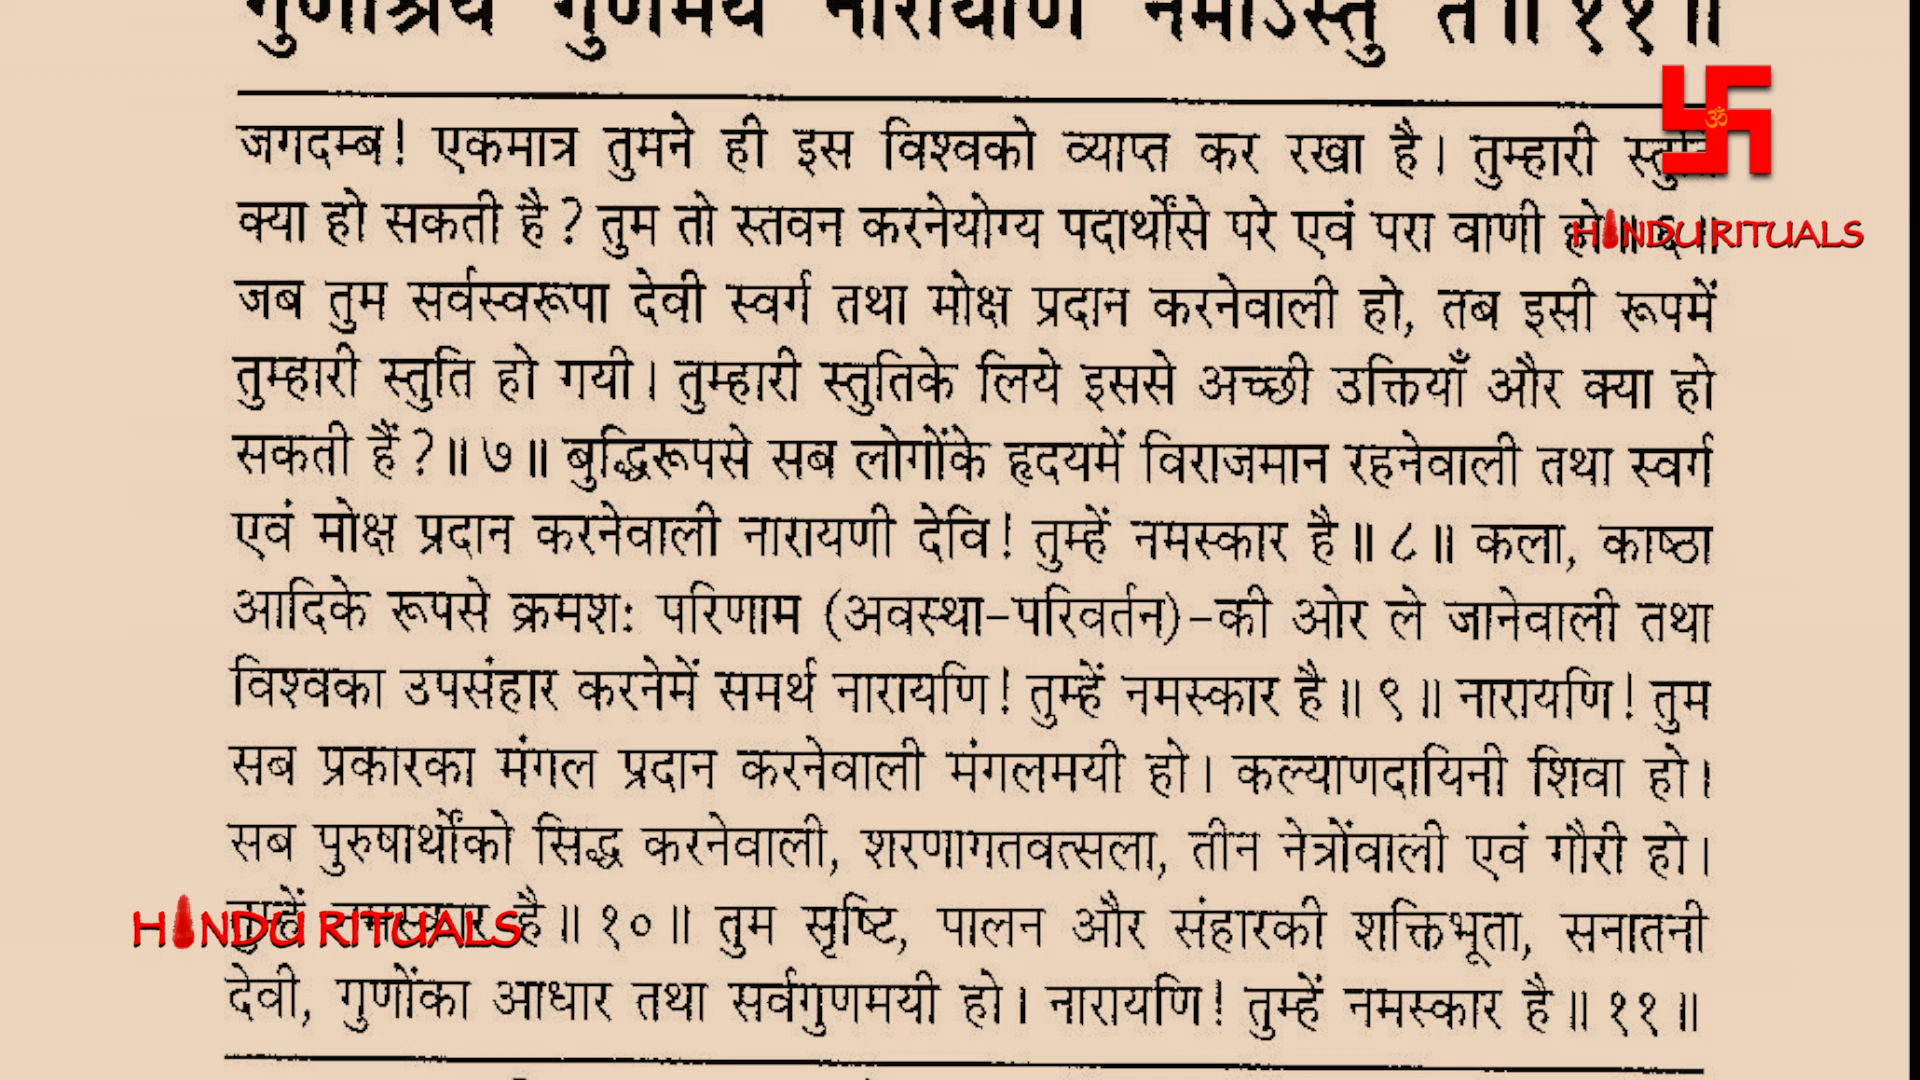 गुणाश्रये गुणमये नारायणि नमोऽस्तु ते॥ ११॥
जगदम्ब! एकमात्र तुमने ही इस विश्वको व्याप्त कर रखा है। तुम्हारी स्तुति
क्या हो सकती है? तुम तो स्तवन करनेयोग्य पदार्थोंसे परे एवं परा वाणी हो॥ ६॥
HINDU RITUALS
जब तुम सर्वस्वरूपा देवी स्वर्ग तथा मोक्ष प्रदान करनेवाली हो, तब इसी रूपमें
तुम्हारी स्तुति हो गयी। तुम्हारी स्तुतिके लिये इससे अच्छी उक्तियाँ और क्या हो
सकती हैं?॥ ७॥ बुद्धिरूपसे सब लोगोंके हृदयमें विराजमान रहनेवाली तथा स्वर्ग
एवं मोक्ष प्रदान करनेवाली नारायणी देवि! तुम्हें नमस्कार है॥ ८॥ कला, काष्ठा
आदिके रूपसे क्रमशः परिणाम (अवस्था-परिवर्तन)-की ओर ले जानेवाली तथा
विश्वका उपसंहार करनेमें समर्थ नारायणि! तुम्हें नमस्कार है॥ ९॥ नारायणि! तुम
सब प्रकारका मंगल प्रदान करनेवाली मंगलमयी हो। कल्याणदायिनी शिवा हो।
सब पुरुषार्थोंको सिद्ध करनेवाली, शरणागतवत्सला, तीन नेत्रोंवाली एवं गौरी हो।
तुम्हें नमस्कार है॥ १०॥ तुम सृष्टि, पालन और संहारकी शक्तिभूता, सनातनी
HINDU RITUALS
देवी, गुणोंका आधार तथा सर्वगुणमयी हो। नारायणि! तुम्हें नमस्कार है॥ ११॥